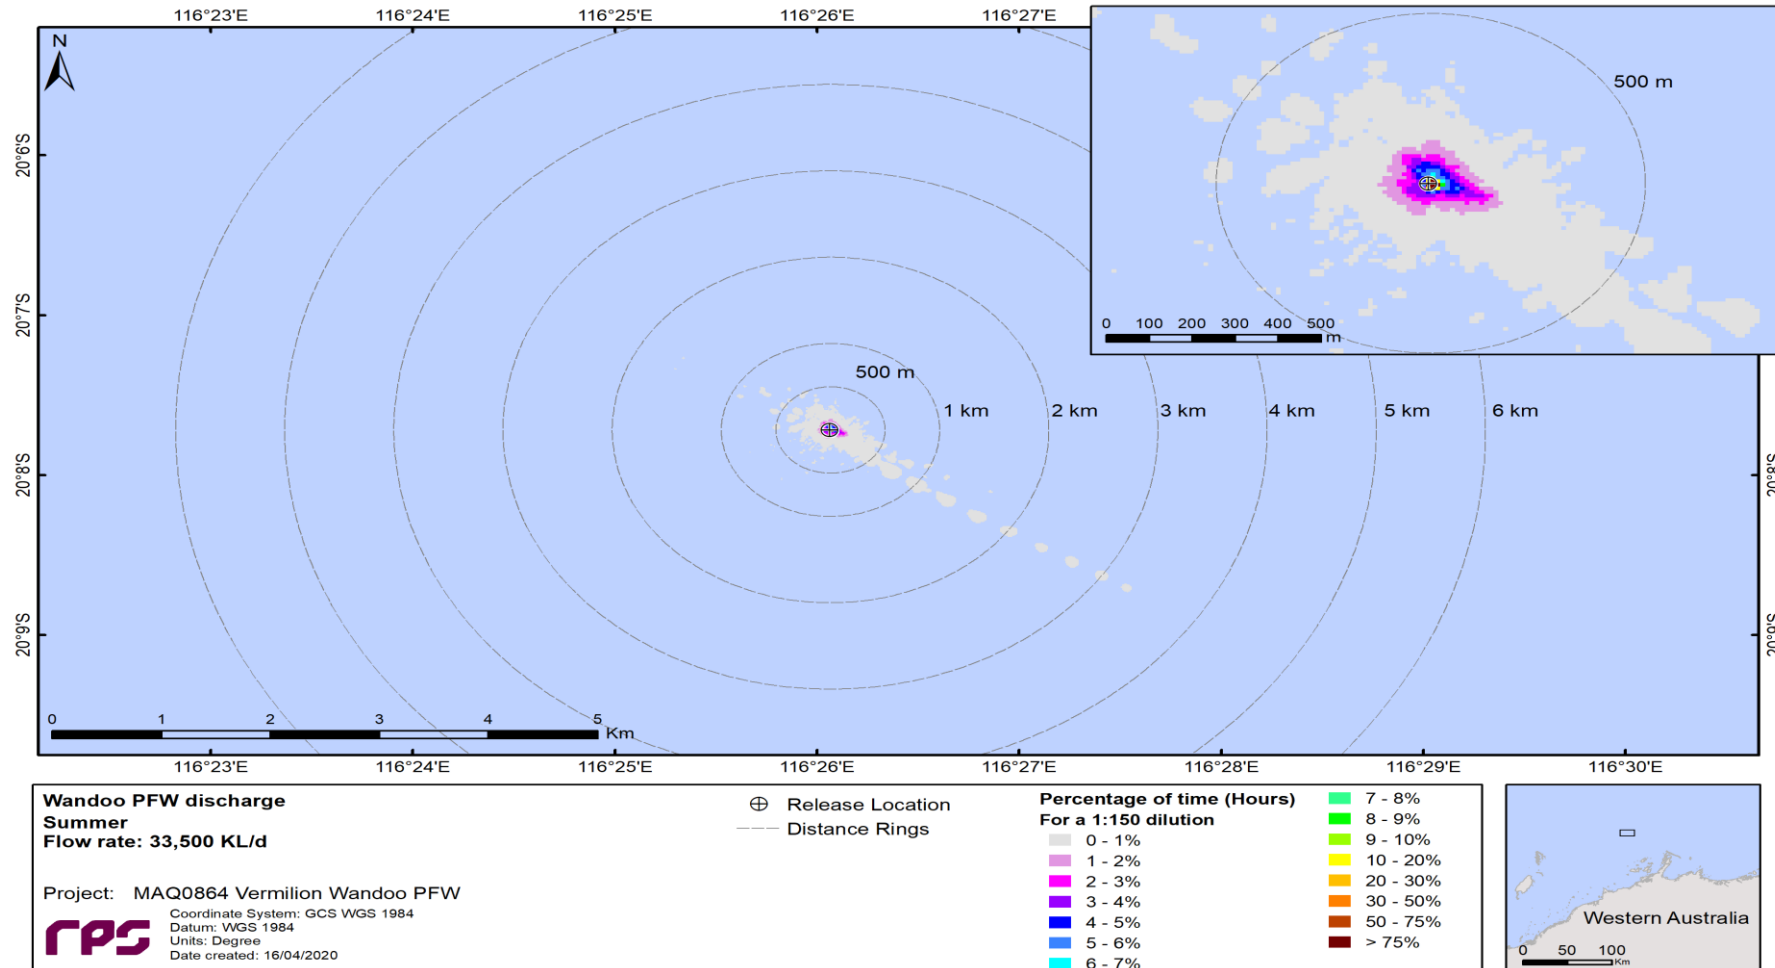 116°23'E 116°24'E 116°25'E 116°26'E 116°27'E
N
500 m
0 100 200 300 400 500 m
20°6'S
20°7'S
20°8'S
20°9'S
20°8'S
20°9'S
500 m
1 km 2 km 3 km 4 km 5 km 6 km
0 1 2 3 4 5 Km
116°23'E 116°24'E 116°25'E 116°26'E 116°27'E 116°28'E 116°29'E 116°30'E
Wandoo PFW discharge
Summer
Flow rate: 33,500 KL/d
Project: MAQ0864 Vermilion Wandoo PFW
rps
Coordinate System: GCS WGS 1984
Datum: WGS 1984
Units: Degree
Date created: 16/04/2020
Release Location
Distance Rings
Percentage of time (Hours)
For a 1:150 dilution
0 - 1%
1 - 2%
2 - 3%
3 - 4%
4 - 5%
5 - 6%
6 - 7%
7 - 8%
8 - 9%
9 - 10%
10 - 20%
20 - 30%
30 - 50%
50 - 75%
> 75%
Western Australia
0 50 100
Km